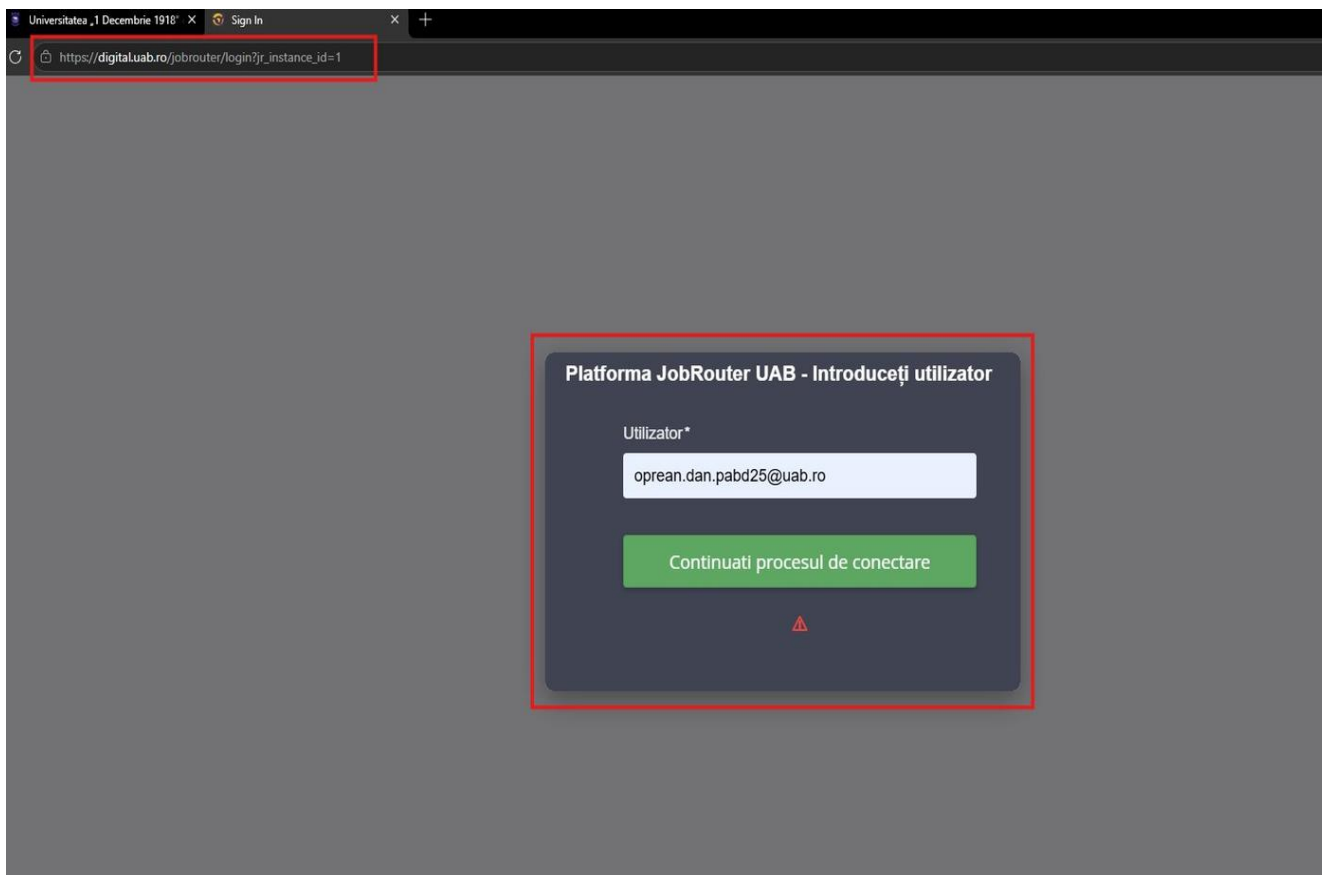 Universitatea „1 Decembrie 1918"
Sign In
https://digital.uab.ro/jobrouter/login?jr_instance_id=1
Platforma JobRouter UAB - Introduceți utilizator
Utilizator*
oprean.dan.pabd25@uab.ro
Continuati procesul de conectare